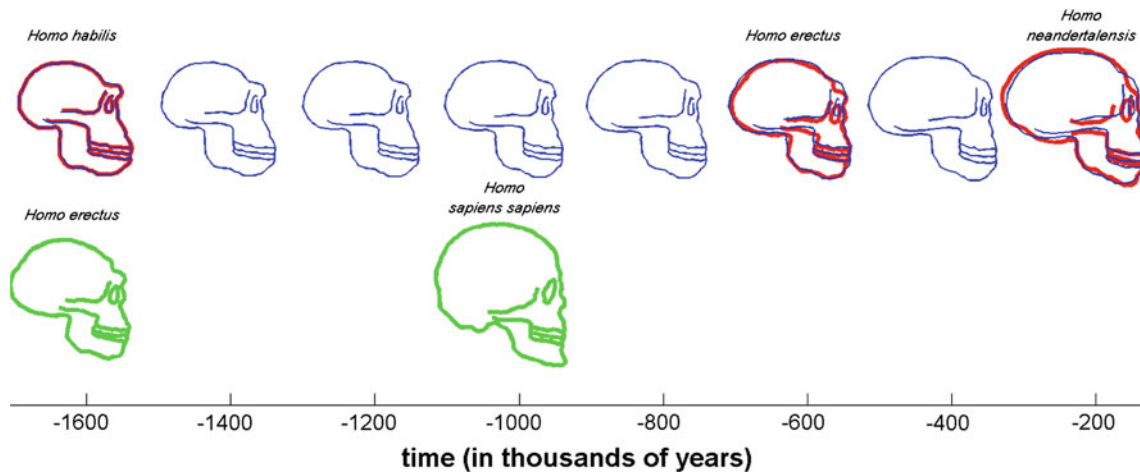 Homo habilis
Homo erectus
Homo
neandertalensis
Homo
sapiens sapiens
Homo erectus
-1600 -1400 -1200 -1000 -800 -600 -400 -200
time (in thousands of years)